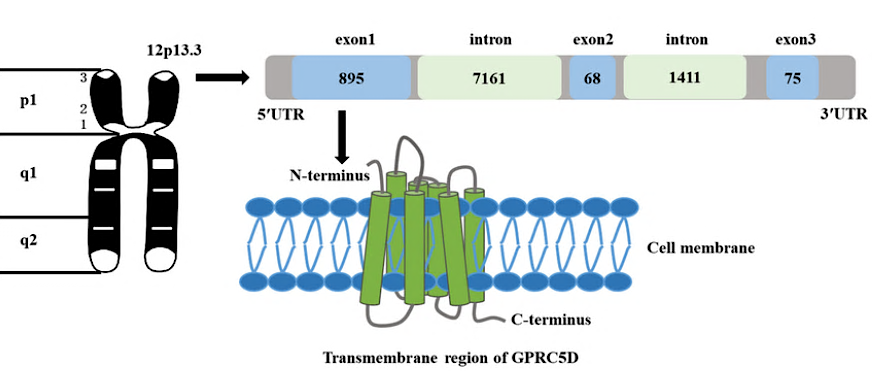 12p13.3
3
p1
2
1
q1
q2
exon1 intron exon2 intron exon3
895 7161 68 1411 75
5'UTR 3'UTR
N-terminus
Cell membrane
C-terminus
Transmembrane region of GPRC5D